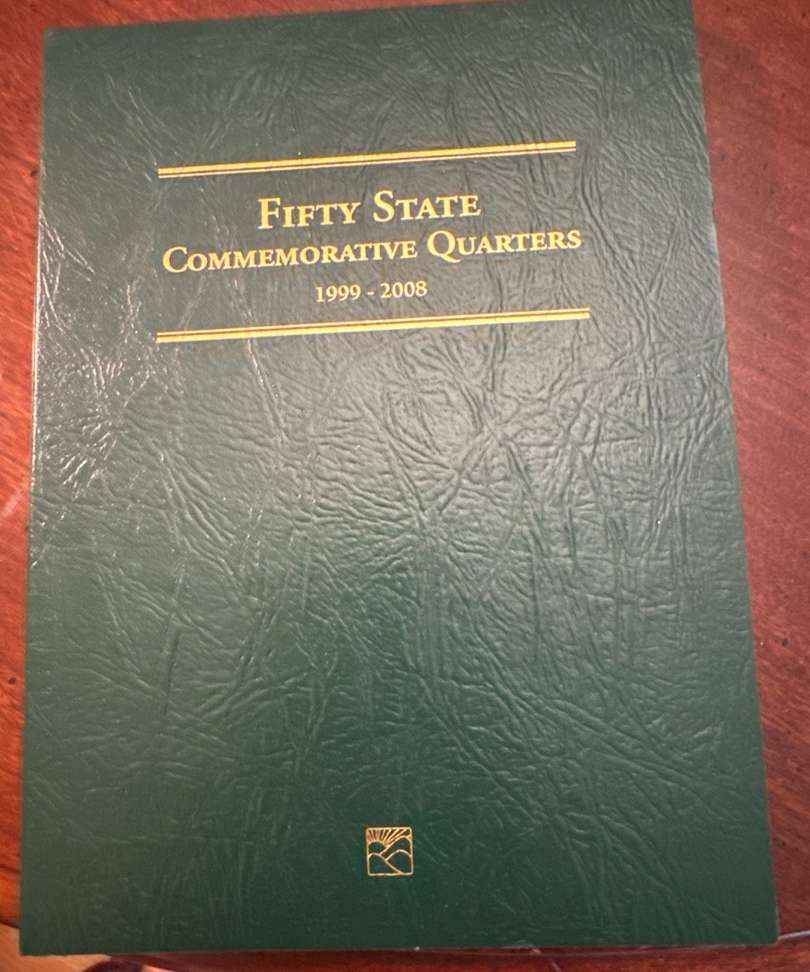 Fifty State
Commemorative Quarters
1999 - 2008